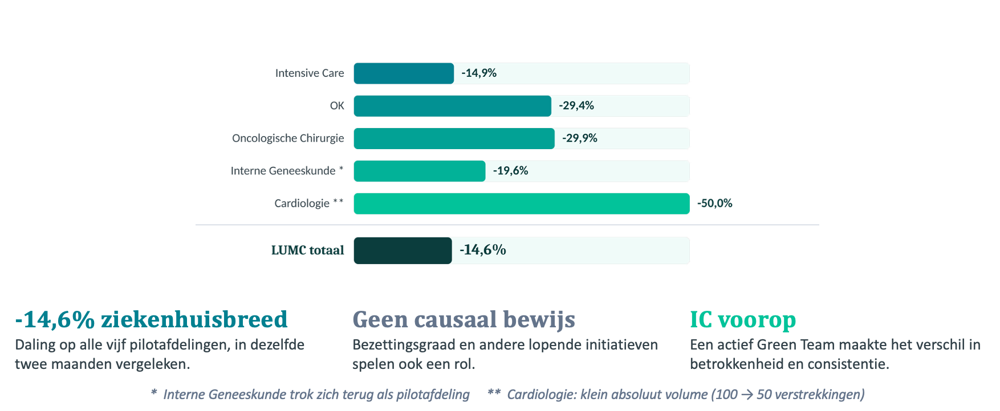 Intensive Care -14,9%
OK -29,4%
Oncologische Chirurgie -29,9%
Interne Geneeskunde * -19,6%
Cardiologie ** -50,0%
LUMC totaal -14,6%
-14,6% ziekenhuisbreed
Daling op alle vijf pilotafdelingen, in dezelfde
twee maanden vergeleken.
Geen causaal bewijs
Bezettingsgraad en andere lopende initiatieven
spelen ook een rol.
IC voorop
Een actief Green Team maakte het verschil in
betrokkenheid en consistentie.
* Interne Geneeskunde trok zich terug als pilotafdeling ** Cardiologie: klein absoluut volume (100 → 50 verstrekkingen)